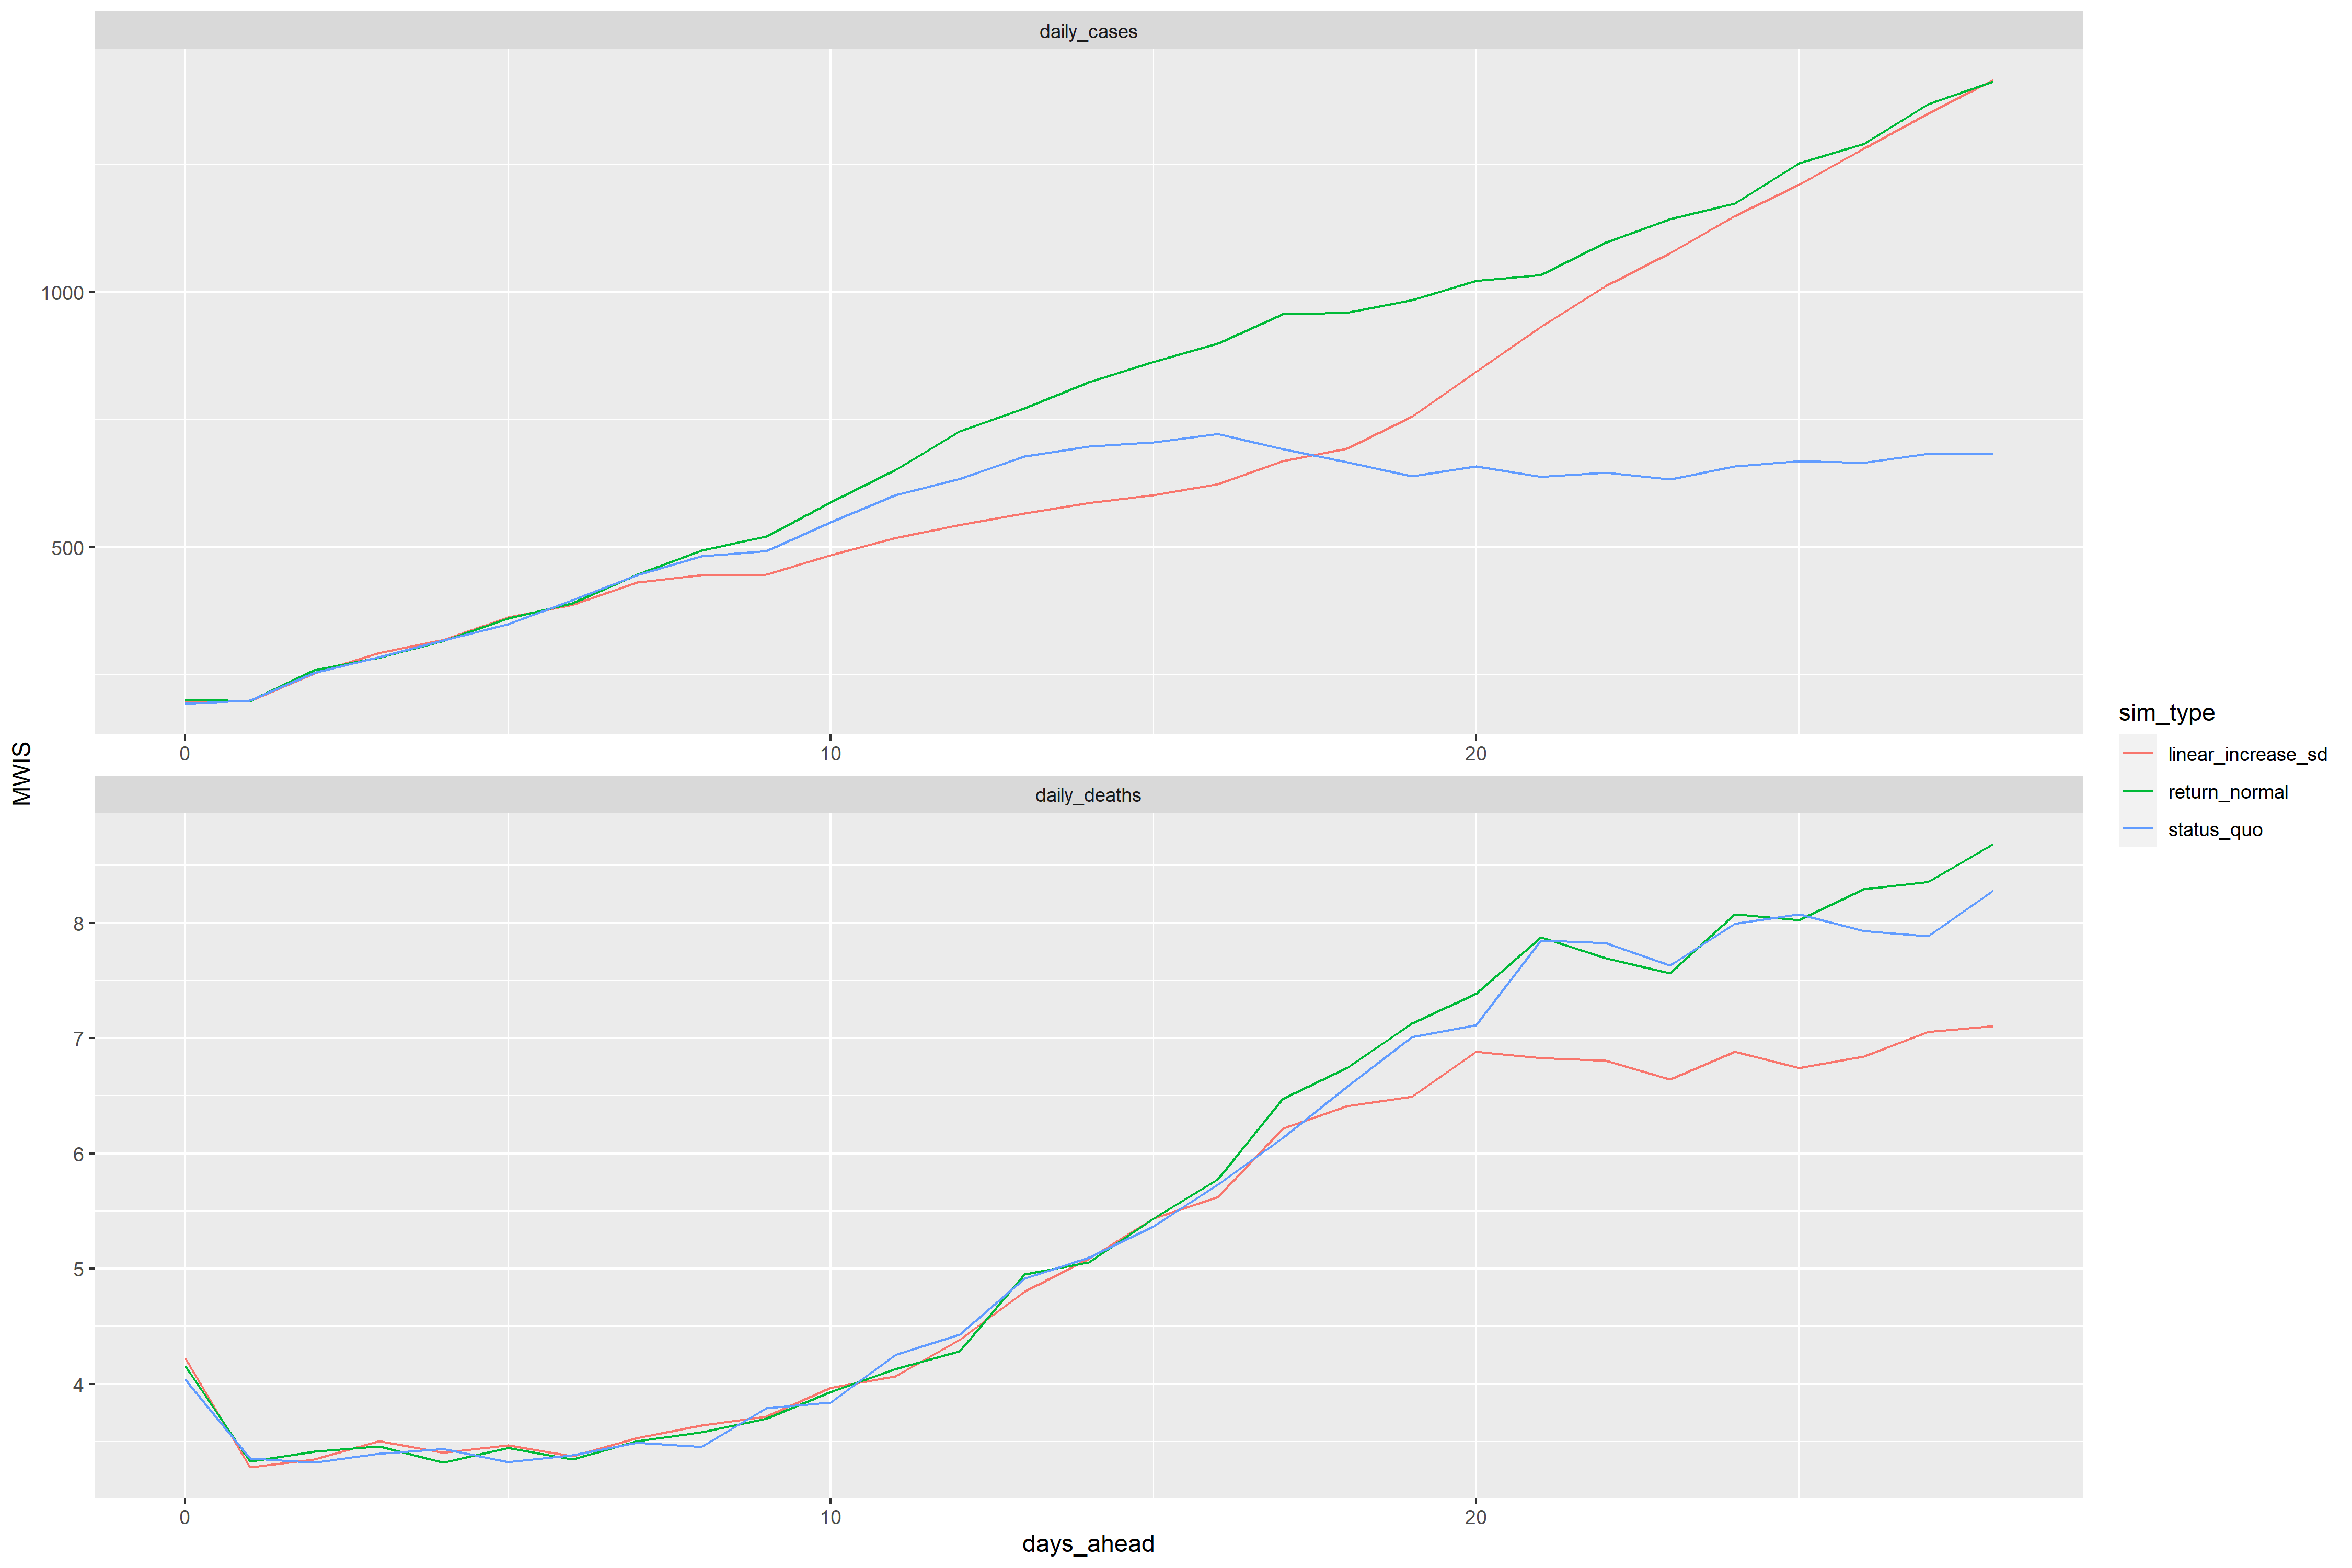 daily_cases
1000
500
0 10 20
MWIS
daily_deaths
8
7
6
5
4
0 10 20
days_ahead
sim_type
linear_increase_sd
return_normal
status_quo